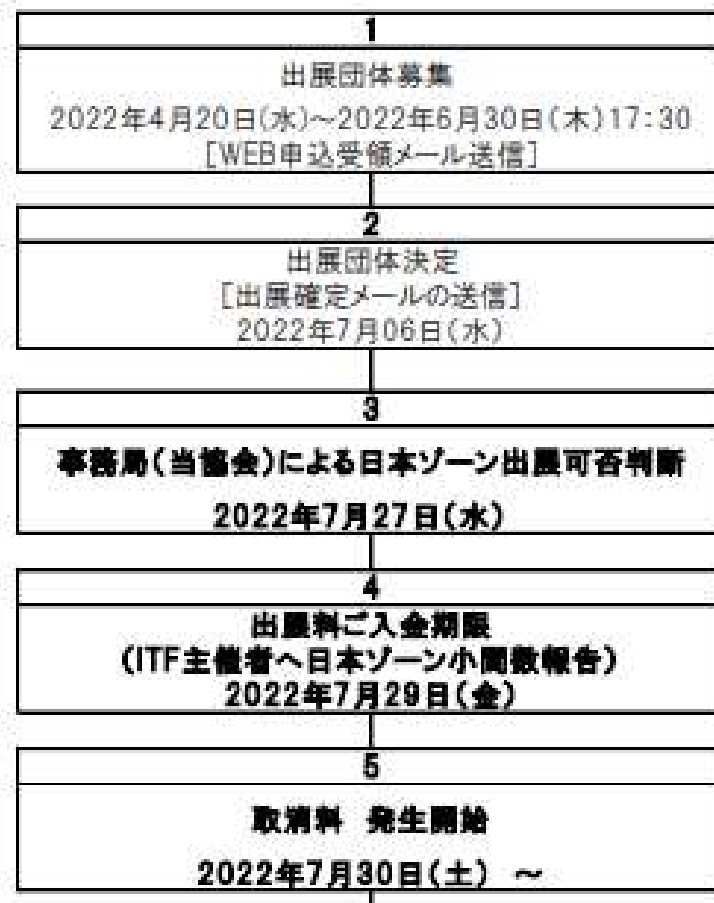 1
出展団体募集
2022年4月20日(水)～2022年6月30日(木)17:30
[WEB申込受領メール送信]
2
出展団体決定
[出展確定メールの送信]
2022年7月06日(水)
3
事務局(当協会)による日本ゾーン出展可否判断
2022年7月27日(水)
4
出展料ご入金期限
(ITF主催者へ日本ゾーン小間数報告)
2022年7月29日(金)
5
取消料 発生開始
2022年7月30日(土) ～